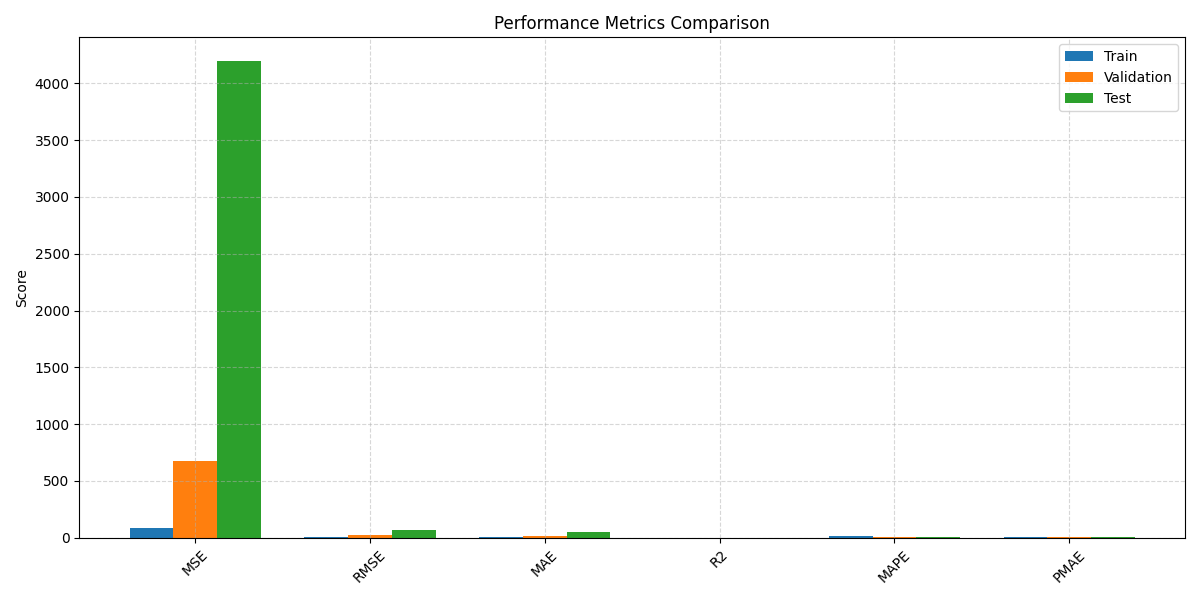 Performance Metrics Comparison
Train
Validation
Test
Score
4000
3500
3000
2500
2000
1500
1000
500
0
MSE
RMSE
MAE
R2
MAPE
PMAE